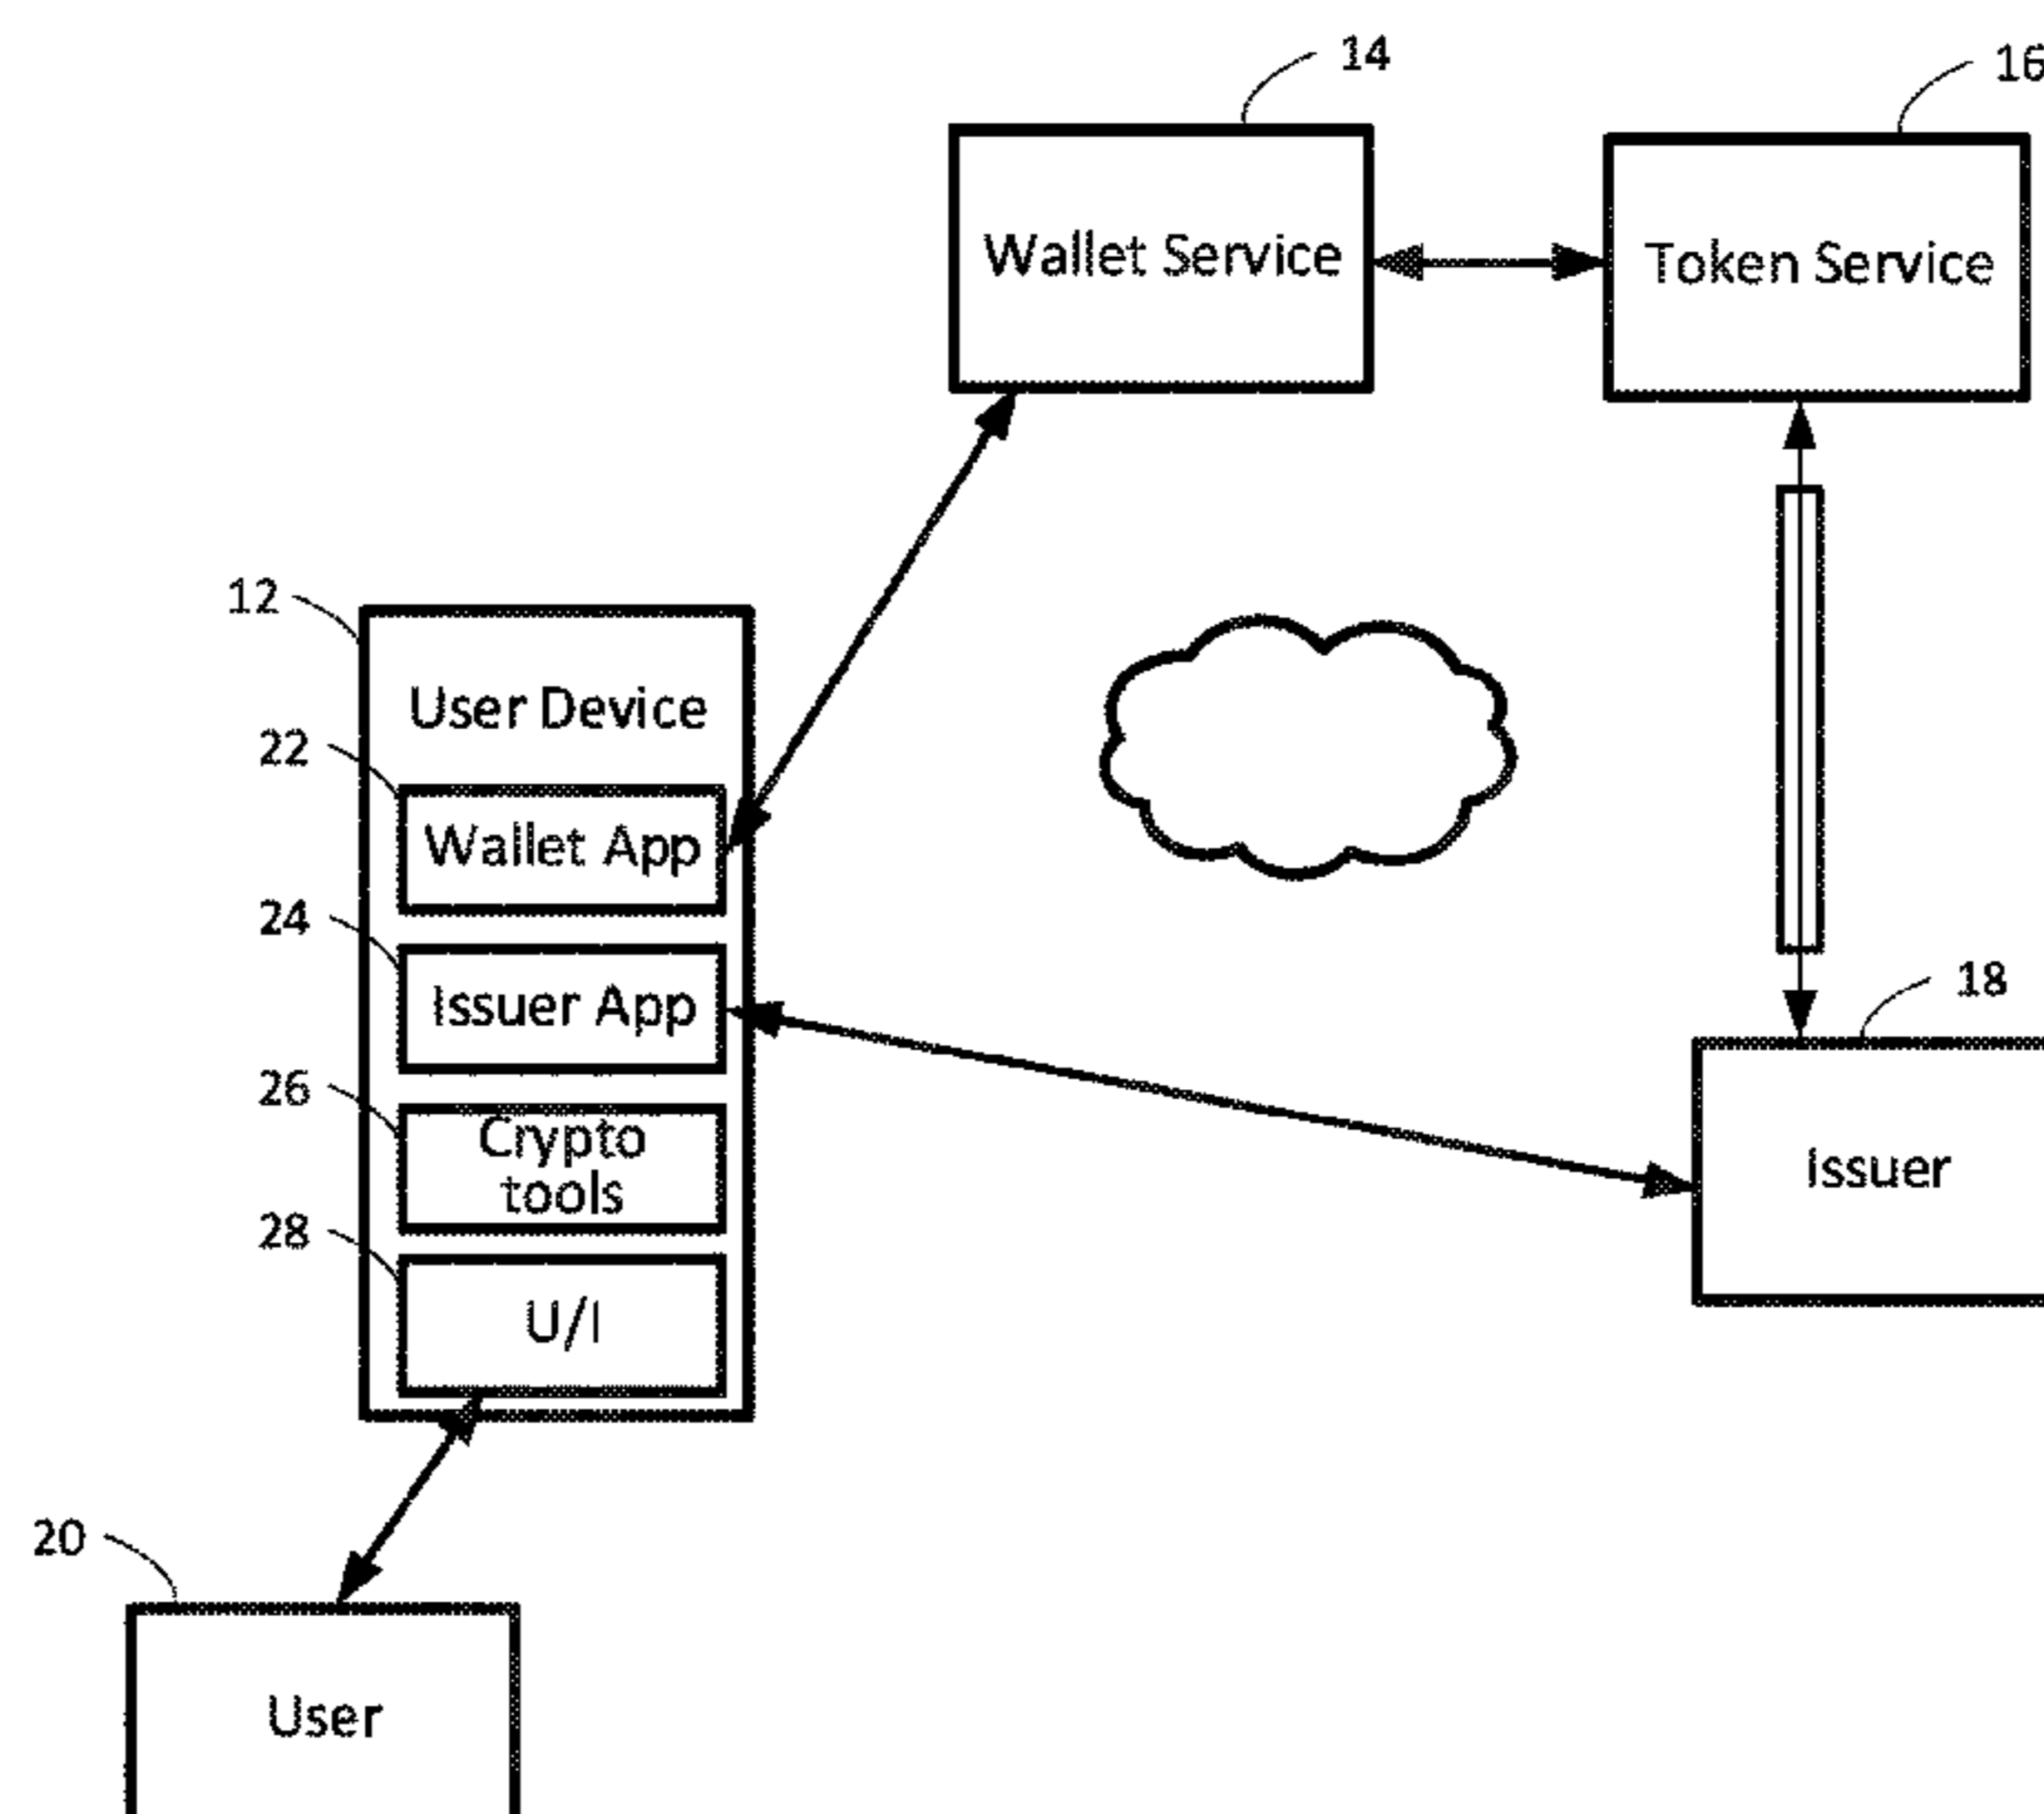 14
16
Wallet Service
Token Service
12
User Device
22
Wallet App
24
Issuer App
18
26
Crypto
tools
Issuer
28
U/I
20
User